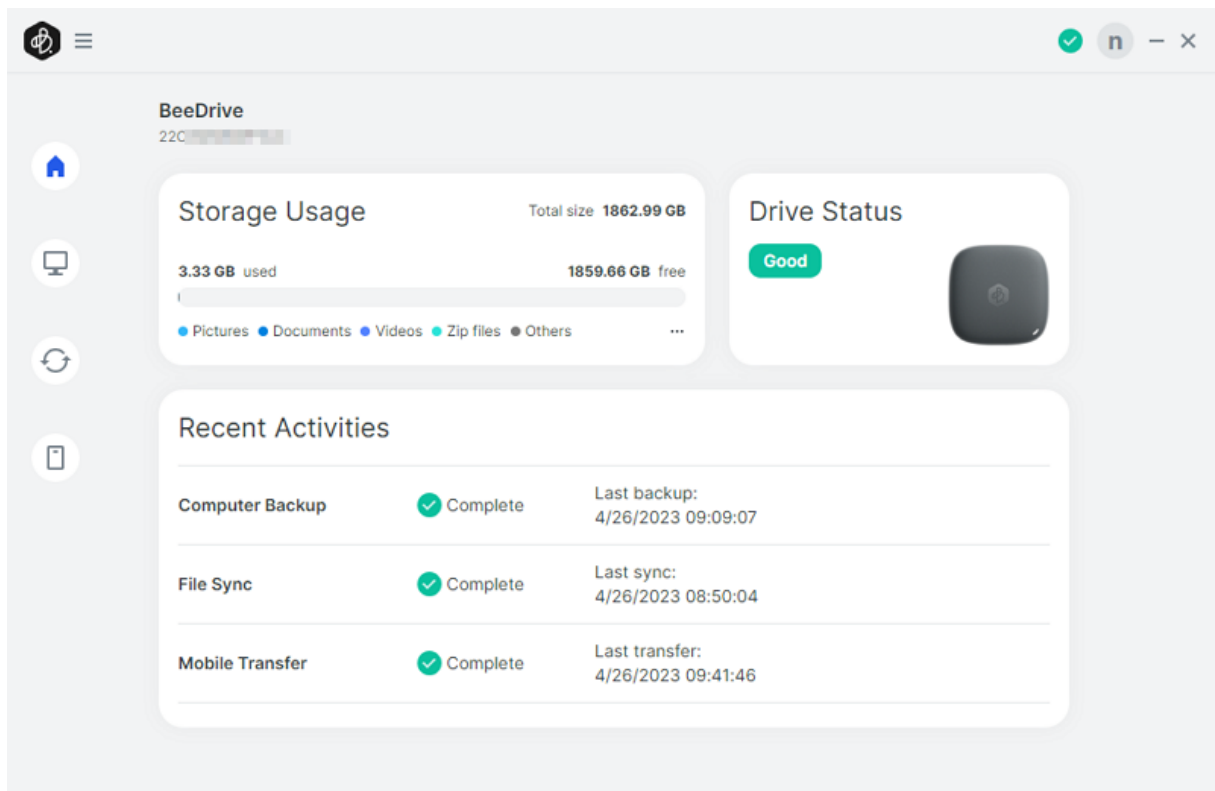 n
BeeDrive
22C
Storage Usage
Total size 1862.99 GB
3.33 GB used
1859.66 GB free
Pictures Documents Videos Zip files Others
Drive Status
Good
Recent Activities
Computer Backup
Complete
Last backup:
4/26/2023 09:09:07
File Sync
Complete
Last sync:
4/26/2023 08:50:04
Mobile Transfer
Complete
Last transfer:
4/26/2023 09:41:46